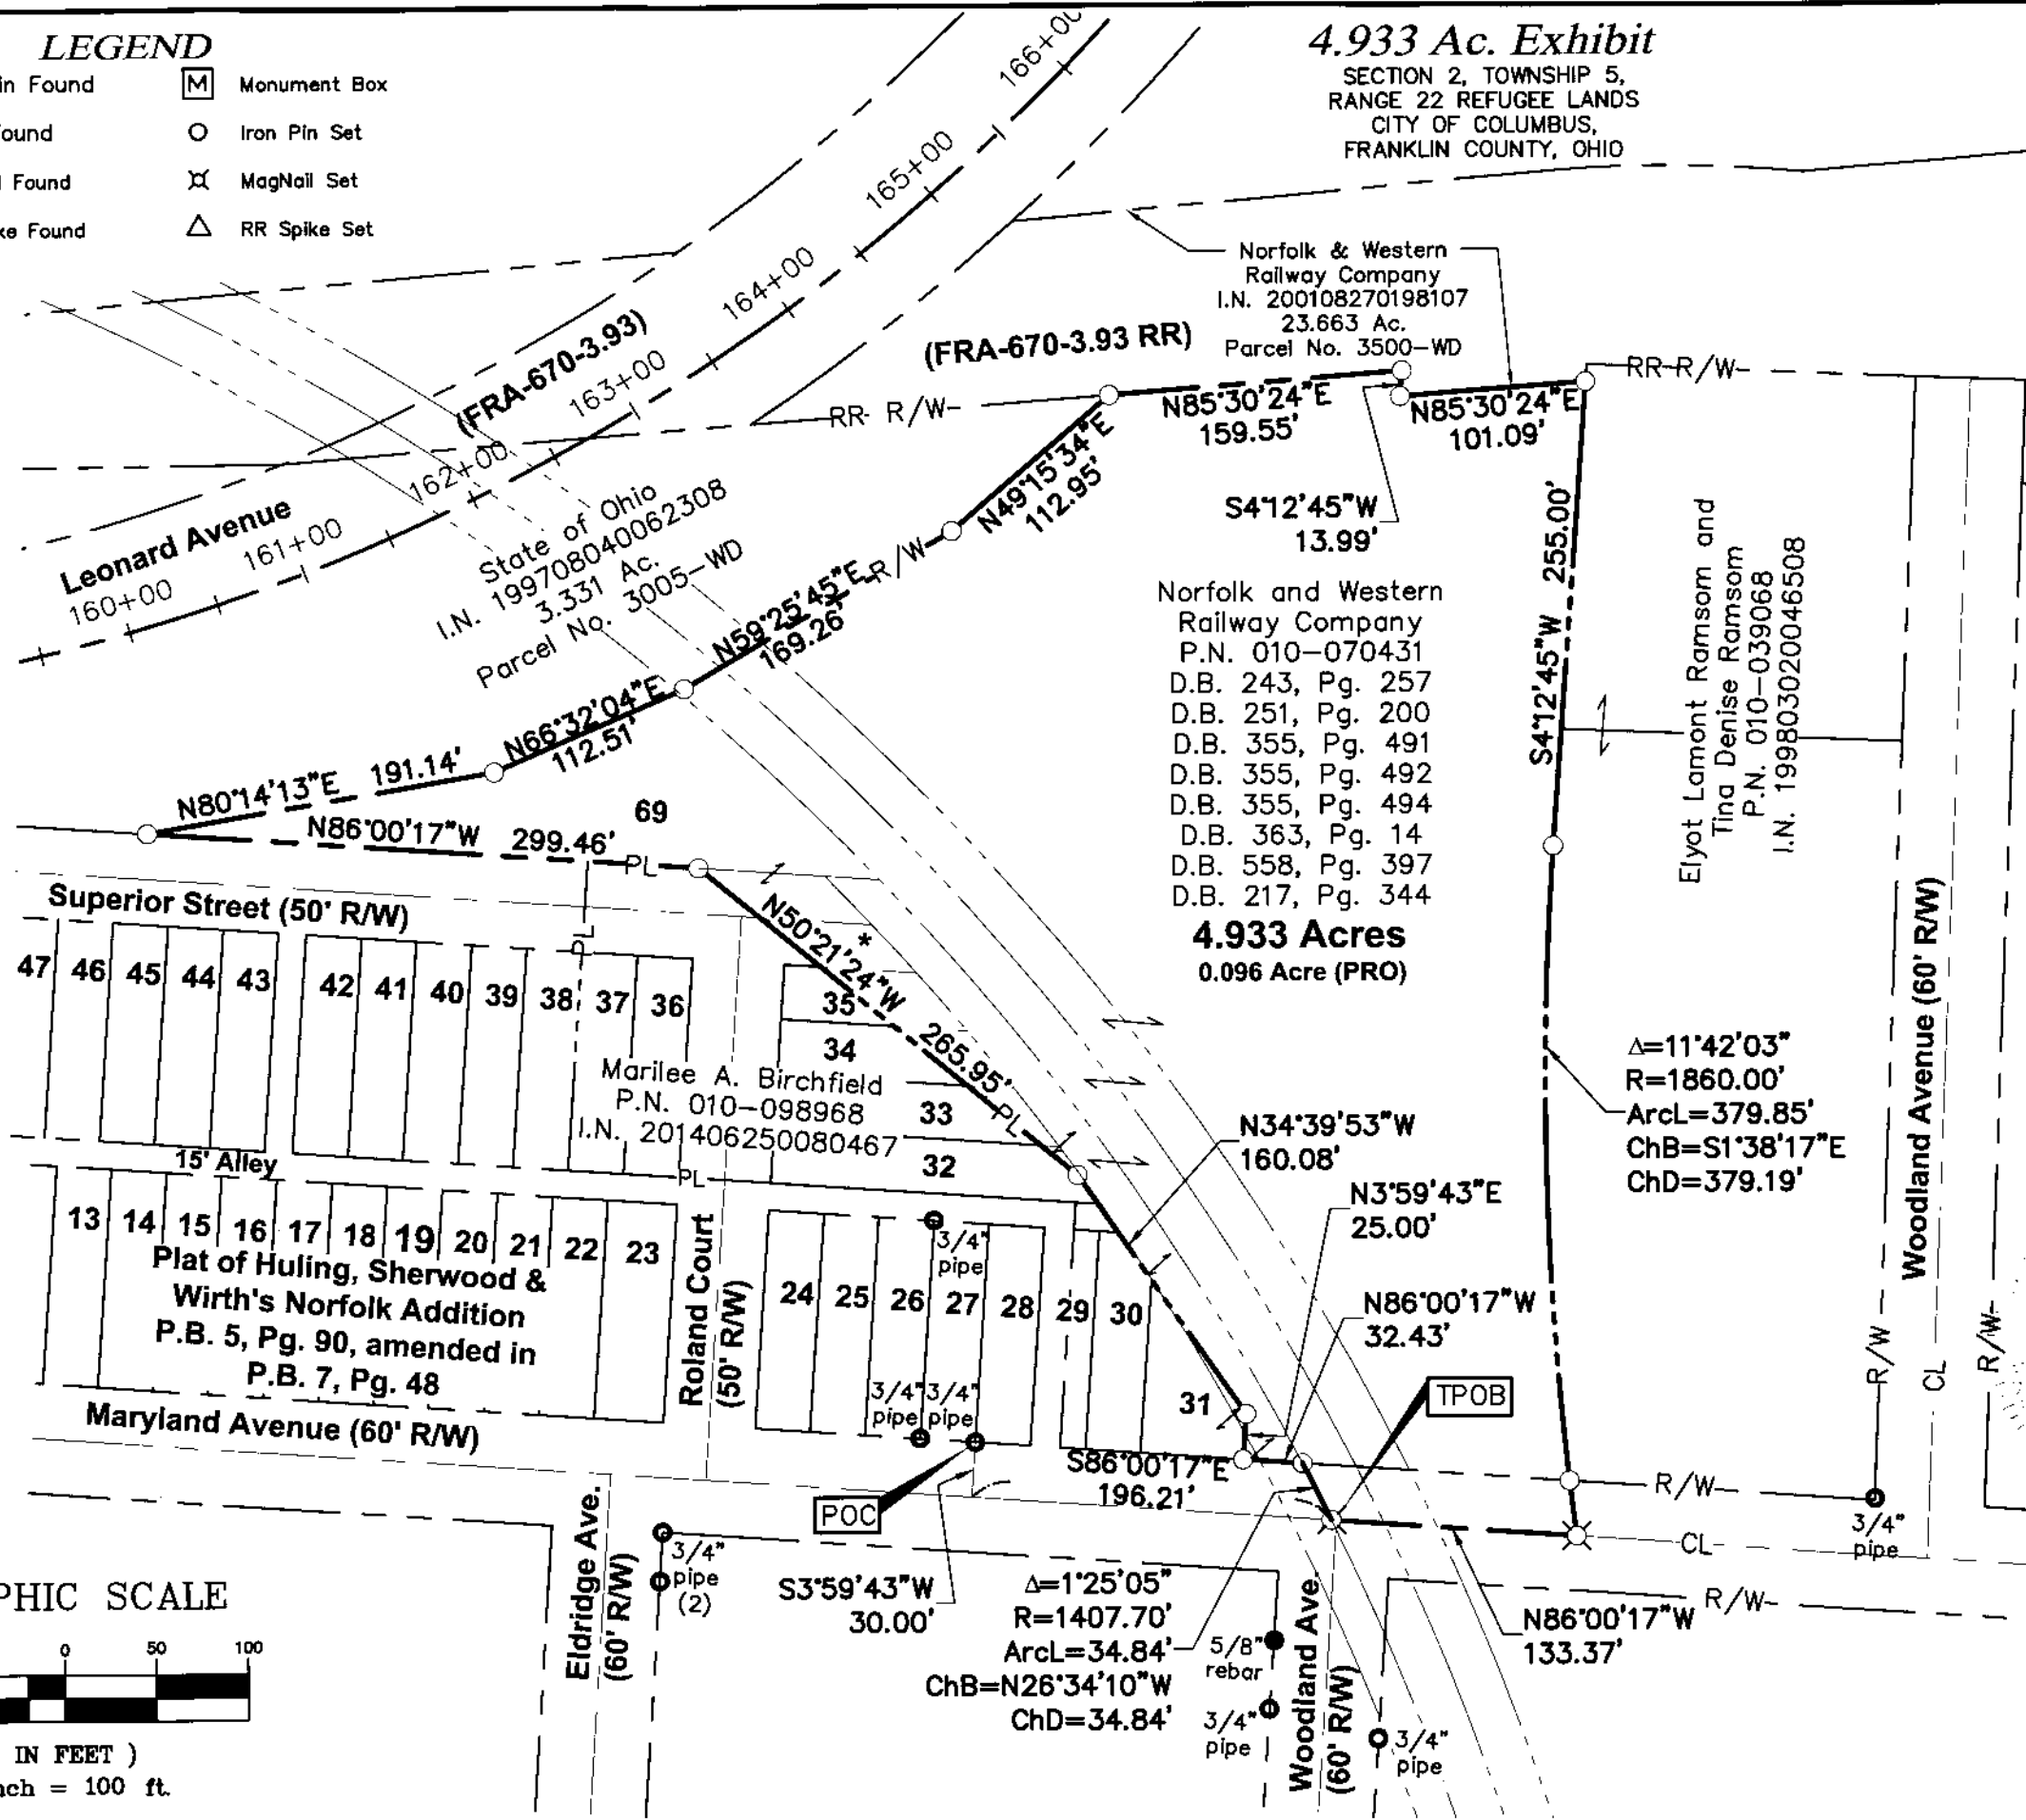 LEGEND
in Found
M Monument Box
ound
Iron Pin Set
Found
MagNail Set
ke Found
RR Spike Set
4.933 Ac. Exhibit
SECTION 2, TOWNSHIP 5,
RANGE 22 REFUGEE LANDS
CITY OF COLUMBUS,
FRANKLIN COUNTY, OHIO
166+00
165+00
164+00
163+00
162+00
161+00
160+00
Leonard Avenue
(FRA-670-3.93)
(FRA-670-3.93 RR)
Norfolk & Western
Railway Company
I.N. 200108270198107
23.663 Ac.
Parcel No. 3500-WD
RR-R/W-
RR- R/W-
N85°30'24"E
159.55'
N85°30'24"E
101.09'
S4°12'45"W
13.99'
N49°15'34"E
112.95'
State of Ohio
I.N. 199708040062308
3.331 Ac.
Parcel No. 3005-WD
R/W
N59°25'45"E
169.26'
N66°32'04"E
112.51'
N80°14'13"E 191.14'
N86°00'17"W 299.46'
PL
69
Norfolk and Western
Railway Company
P.N. 010-070431
D.B. 243, Pg. 257
D.B. 251, Pg. 200
D.B. 355, Pg. 491
D.B. 355, Pg. 492
D.B. 355, Pg. 494
D.B. 363, Pg. 14
D.B. 558, Pg. 397
D.B. 217, Pg. 344
4.933 Acres
0.096 Acre (PRO)
S4°12'45"W 255.00'
Elyot Lamont Ramsom and
Tina Denise Ramsom
P.N. 010-039068
I.N. 199803020046508
Woodland Avenue (60' R/W)
Δ=11°42'03"
R=1860.00'
ArcL=379.85'
ChB=S1°38'17"E
ChD=379.19'
Superior Street (50' R/W)
N50°21'24"W 265.95'
*
PL
PL
47 46 45 44 43 42 41 40 39 38 37 36
35
34
33
32
Marilee A. Birchfield
P.N. 010-098968
I.N. 201406250080467
15' Alley
PL
N34°39'53"W
160.08'
N3°59'43"E
25.00'
N86°00'17"W
32.43'
13 14 15 16 17 18 19 20 21 22 23
Plat of Huling, Sherwood &
Wirth's Norfolk Addition
P.B. 5, Pg. 90, amended in
P.B. 7, Pg. 48
Roland Court
(50' R/W)
3/4"
pipe
24 25 26 27 28 29 30
31
3/4" 3/4"
pipe pipe
TPOB
R/W
CL
R/W-
Maryland Avenue (60' R/W)
S86°00'17"E
196.21'
R/W-
3/4"
pipe
CL-
POC
Eldridge Ave.
(60' R/W)
3/4"
pipe
(2)
S3°59'43"W
30.00'
Δ=1°25'05"
R=1407.70'
ArcL=34.84'
ChB=N26°34'10"W
ChD=34.84'
5/8"
rebar
3/4"
pipe
Woodland Ave.
(60' R/W)
3/4"
pipe
N86°00'17"W
133.37'
R/W-
PHIC SCALE
0 50 100
IN FEET )
nch = 100 ft.